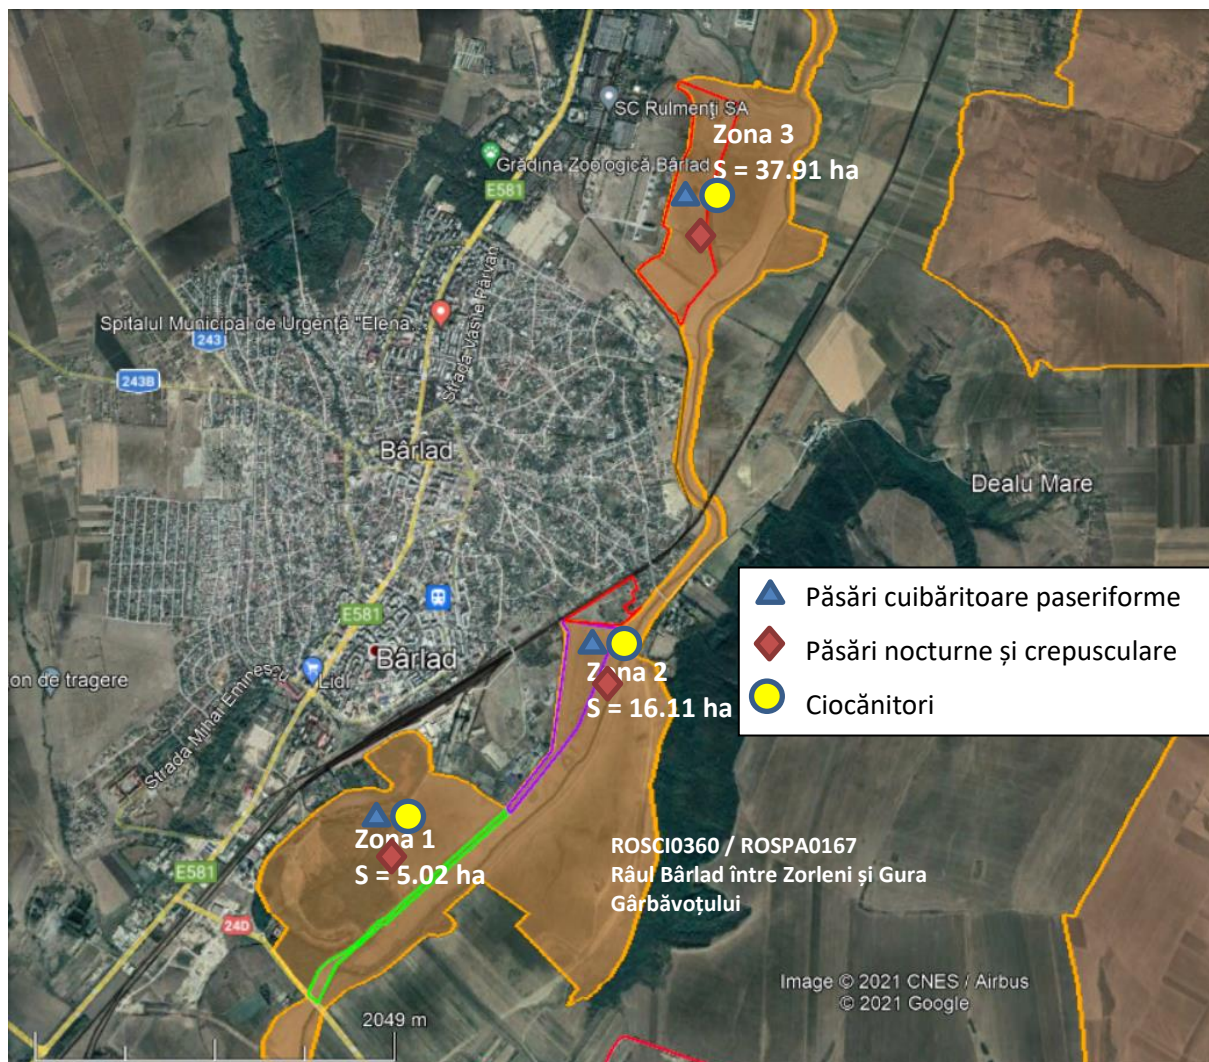 SC Rulmenți SA
Zona 3
S = 37.91 ha
Grădina Zoologică Bârlad
E581
Strada Vasile Pârvan
Spitalul Municipal de Urgență "Elena...
243
243B
Bârlad
Dealu Mare
Păsări cuibăritoare paseriforme
Păsări nocturne și crepusculare
Ciocănitori
E581
Bârlad
on de tragere
Lidl
Strada Mihai Eminescu
Zona 2
S = 16.11 ha
Zona 1
S = 5.02 ha
ROSCI0360 / ROSPA0167
Râul Bârlad între Zorleni și Gura
Gârbăvoțului
E581
24D
Image © 2021 CNES / Airbus
© 2021 Google
2049 m